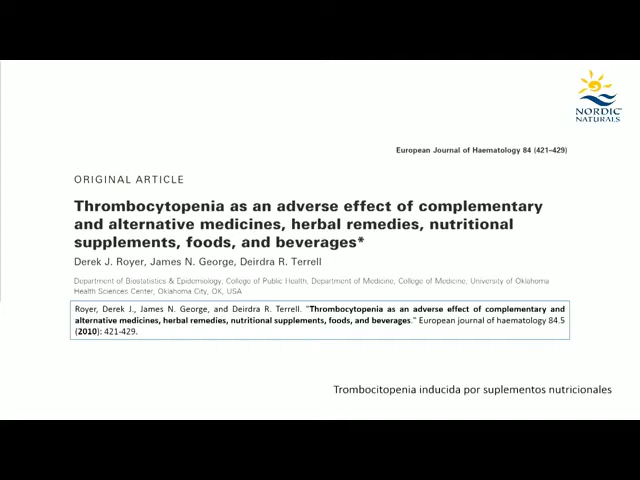 NORDIC
NATURALS
European Journal of Haematology 84 (421–429)
ORIGINAL ARTICLE
Thrombocytopenia as an adverse effect of complementary
and alternative medicines, herbal remedies, nutritional
supplements, foods, and beverages*
Derek J. Royer, James N. George, Deirdra R. Terrell
Department of Biostatistics & Epidemiology, College of Public Health, Department of Medicine, College of Medicine, University of Oklahoma
Health Sciences Center, Oklahoma City, OK, USA
Royer, Derek J., James N. George, and Deirdra R. Terrell. "Thrombocytopenia as an adverse effect of complementary and
alternative medicines, herbal remedies, nutritional supplements, foods, and beverages." European journal of haematology 84.5
(2010): 421-429.
Trombocitopenia inducida por suplementos nutricionales